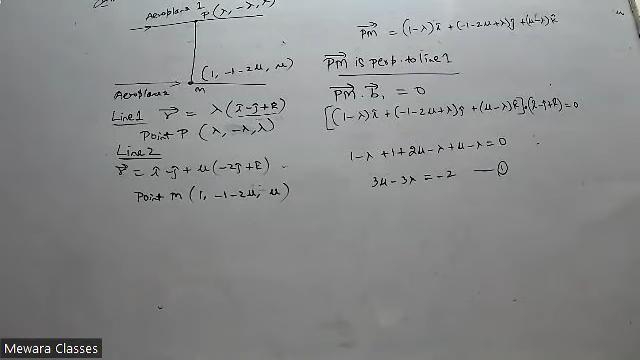 Aeroplane 1 P(λ, -λ, λ)
(1, -1-2μ, μ)
Aeroplane 2 M
Line 1 r⃗ = λ(î-ĵ+k̂)
Point P (λ, -λ, λ)
Line 2
r⃗ = î-ĵ+μ(-2ĵ+k̂)
Point M (1, -1-2μ, μ)
PM⃗ = (1-λ)î+(-1-2μ+λ)ĵ+(μ-λ)k̂
PM⃗ is perp. to line 1
PM⃗ . b⃗₁ = 0
[(1-λ)î+(-1-2μ+λ)ĵ+(μ-λ)k̂]•(î-ĵ+k̂)=0
1-λ+1+2μ-λ+μ-λ=0
3μ-3λ=-2 —①
Mewara Classes